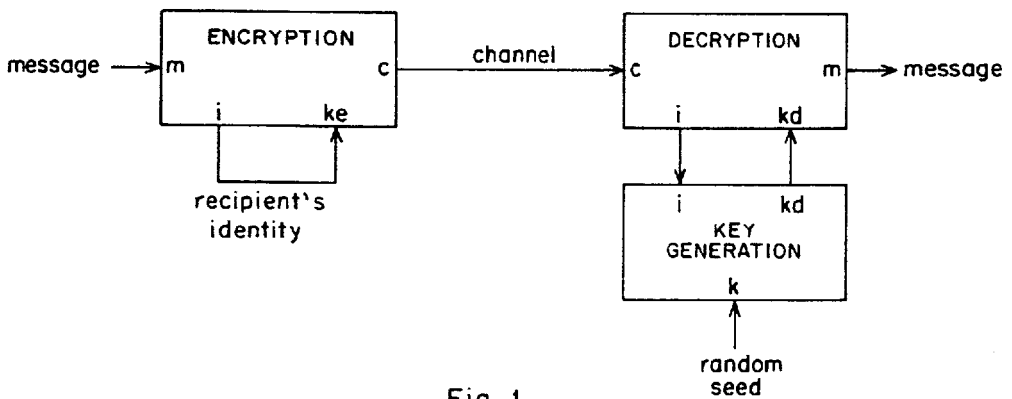 ENCRYPTION
message
m
c
i
ke
recipient's
identity
channel
DECRYPTION
c
m
message
i
kd
i
kd
KEY
GENERATION
k
random
seed
Fig. 1